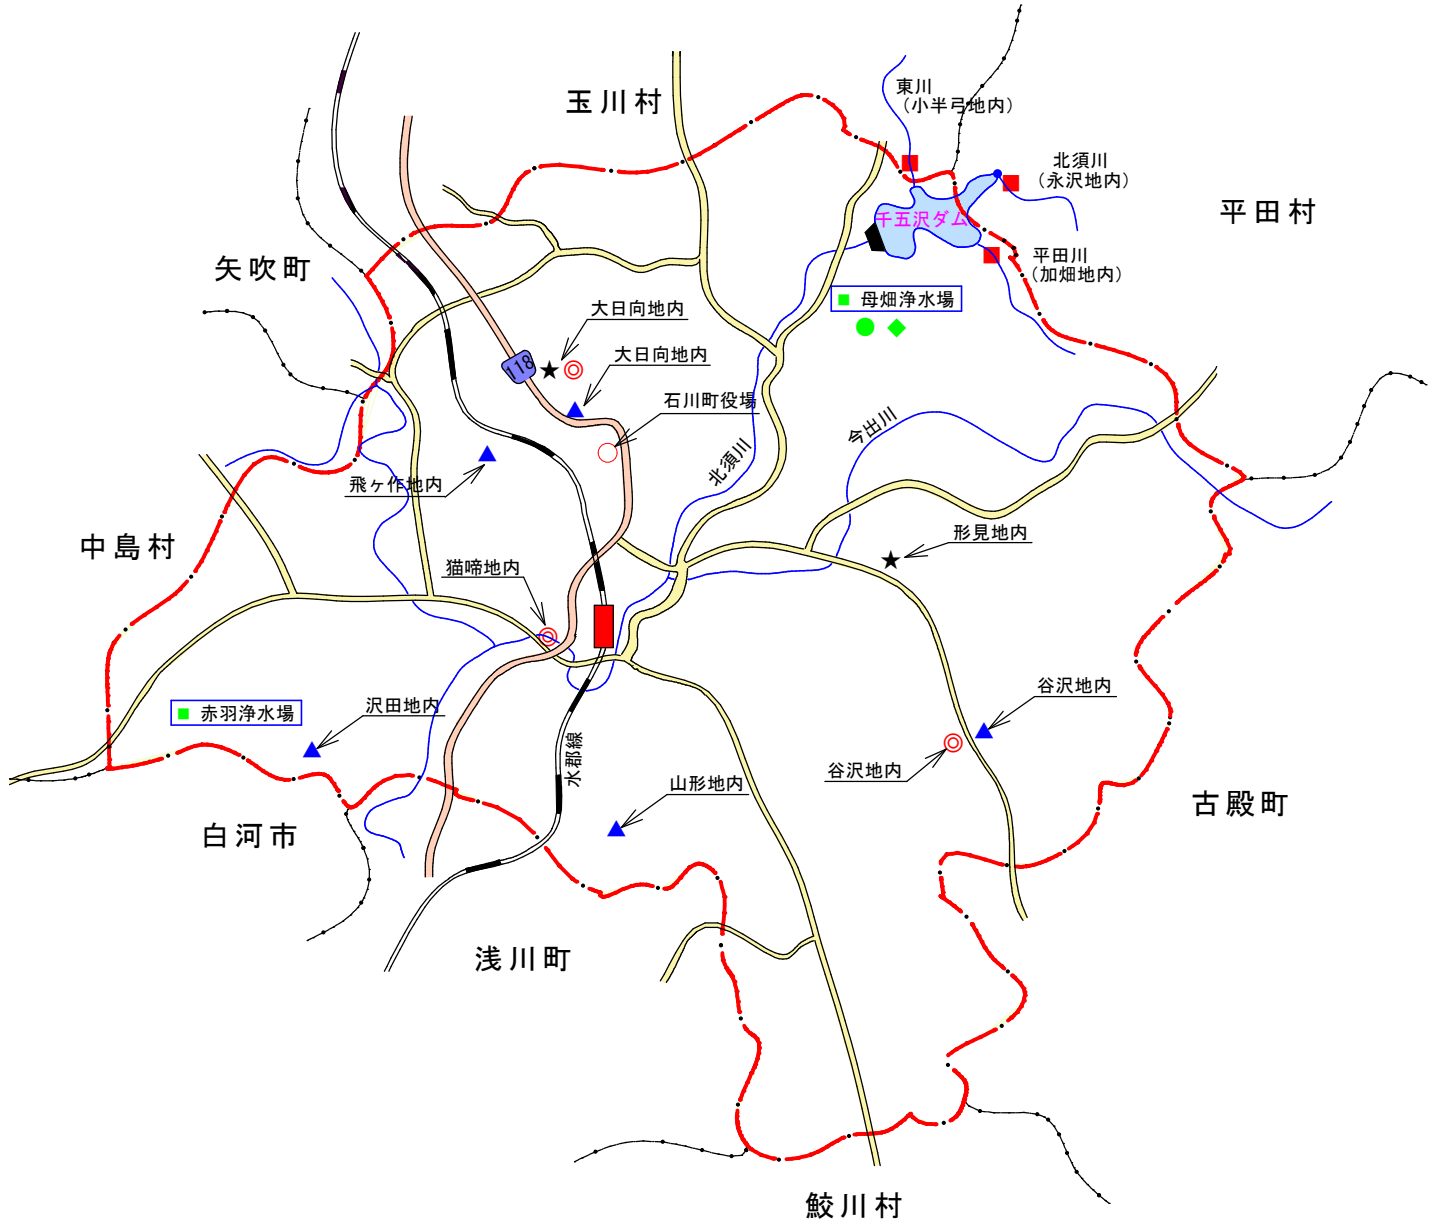 玉川村
東川
（小半弓地内）
北須川
（永沢地内）
平田村
千五沢ダム
平田川
（加畑地内）
矢吹町
母畑浄水場
大日向地内
大日向地内
118
石川町役場
北須川
今出川
飛ヶ作地内
中島村
形見地内
猫啼地内
谷沢地内
沢田地内
赤羽浄水場
水郡線
谷沢地内
山形地内
古殿町
白河市
浅川町
鮫川村